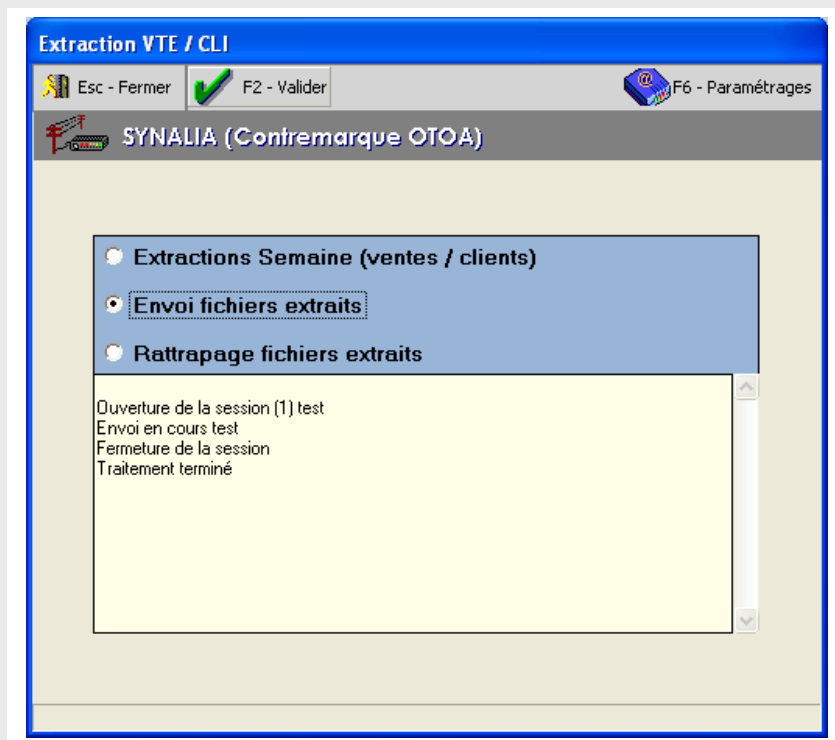 Extraction VTE / CLI
Esc - Fermer F2 - Valider F6 - Paramétrages
SYNALIA (Contremarque OTOA)
Extractions Semaine (ventes / clients)
Envoi fichiers extraits
Rattrapage fichiers extraits
Ouverture de la session (1) test
Envoi en cours test
Fermeture de la session
Traitement terminé